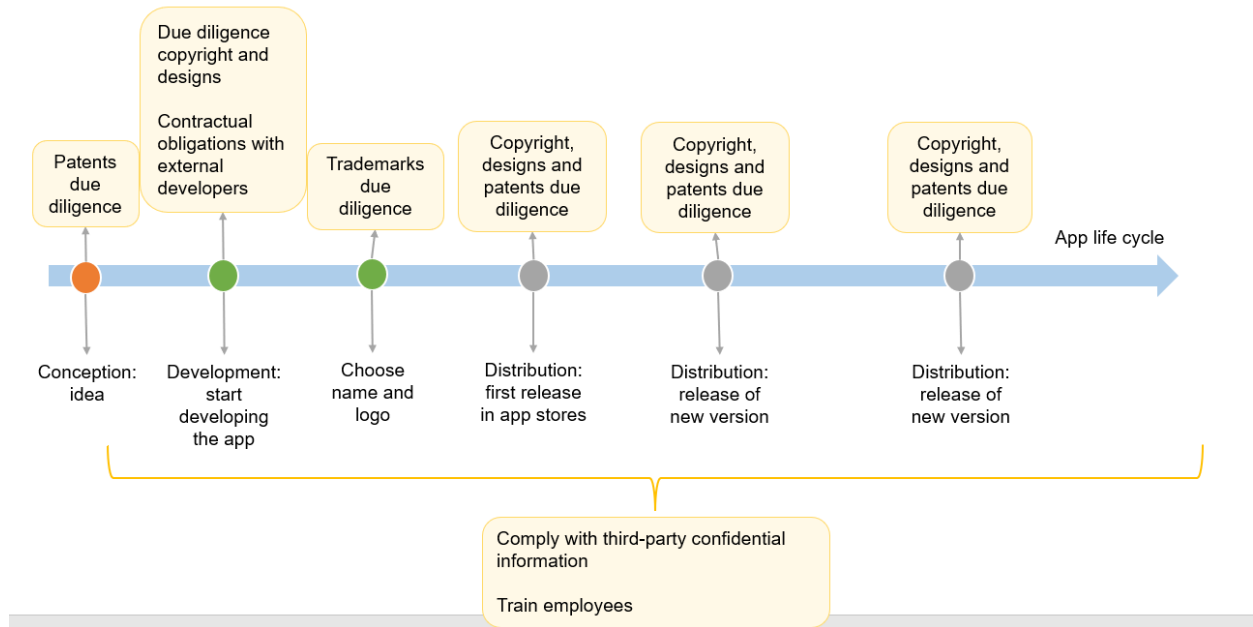 Due diligence
copyright and
designs
Contractual
obligations with
external
developers
Patents
due
diligence
Trademarks
due
diligence
Copyright,
designs and
patents due
diligence
Copyright,
designs and
patents due
diligence
Copyright,
designs and
patents due
diligence
App life cycle
Conception:
idea
Development:
start
developing
the app
Choose
name and
logo
Distribution:
first release
in app stores
Distribution:
release of
new version
Distribution:
release of
new version
Comply with third-party confidential
information
Train employees